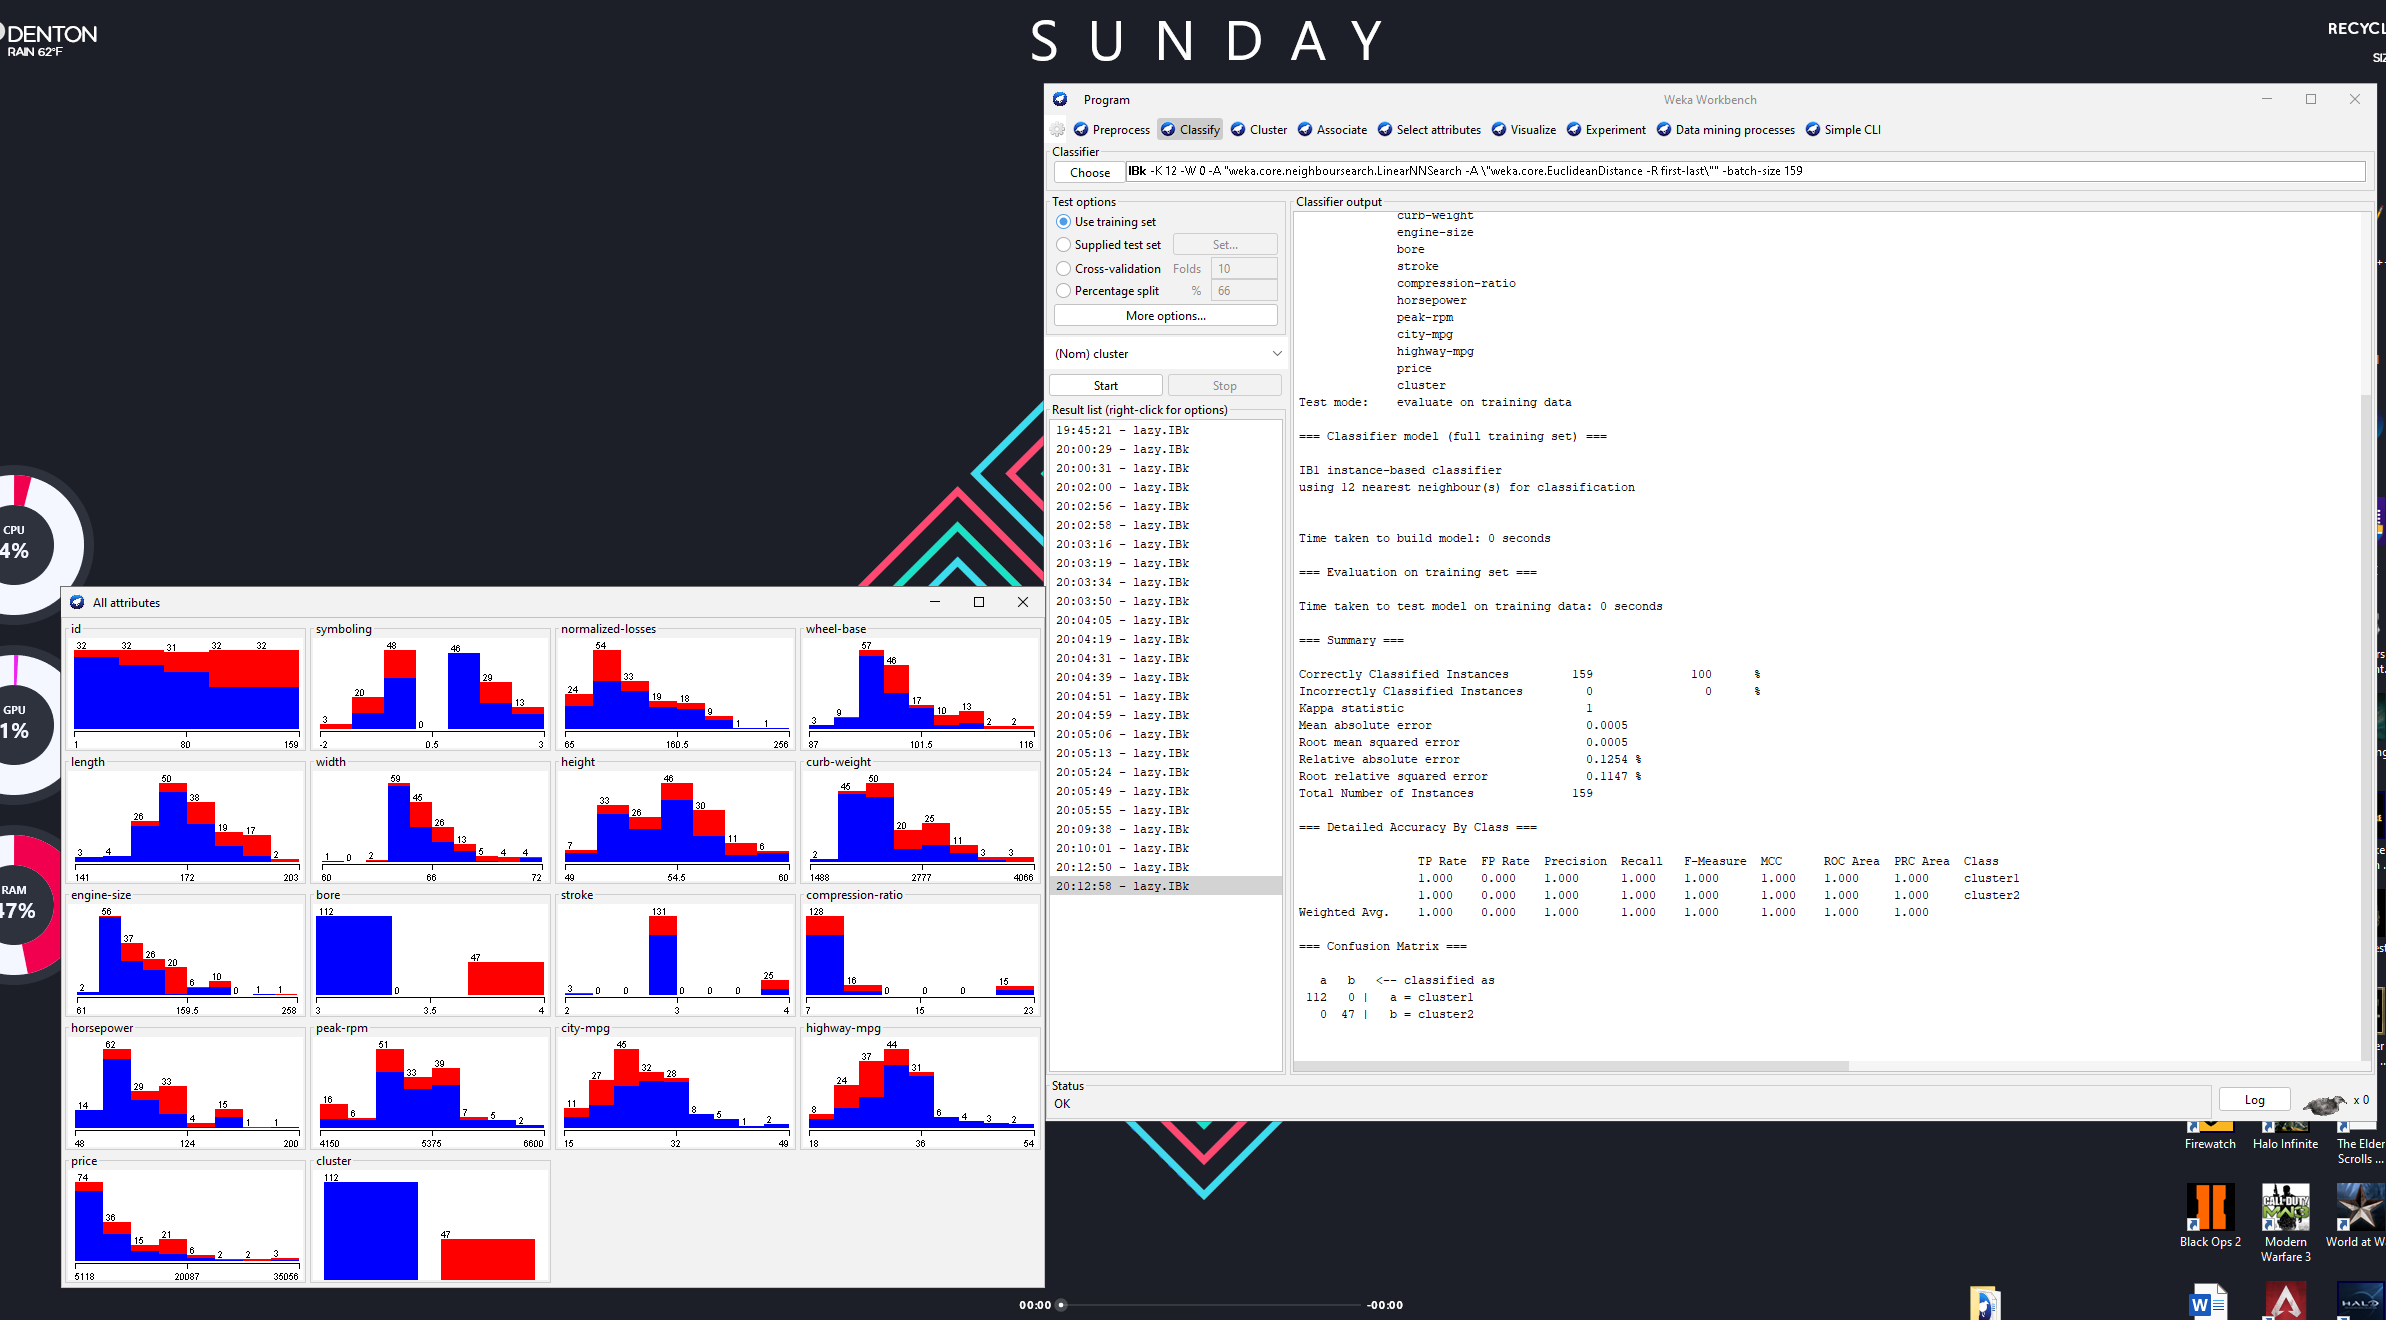 DENTON
RAIN 62°F
SUNDAY
RECYCL
SIZ
CPU
4%
GPU
1%
RAM
47%
Program
Weka Workbench
Preprocess Classify Cluster Associate Select attributes Visualize Experiment Data mining processes Simple CLI
Classifier
Choose IBk -K 12 -W 0 -A "weka.core.neighboursearch.LinearNNSearch -A \"weka.core.EuclideanDistance -R first-last\"" -batch-size 159
Test options
Use training set
Supplied test set Set...
Cross-validation Folds 10
Percentage split % 66
More options...
(Nom) cluster
Start Stop
Result list (right-click for options)
19:45:21 - lazy.IBk
20:00:29 - lazy.IBk
20:00:31 - lazy.IBk
20:02:00 - lazy.IBk
20:02:56 - lazy.IBk
20:02:58 - lazy.IBk
20:03:16 - lazy.IBk
20:03:19 - lazy.IBk
20:03:34 - lazy.IBk
20:03:50 - lazy.IBk
20:04:05 - lazy.IBk
20:04:19 - lazy.IBk
20:04:31 - lazy.IBk
20:04:39 - lazy.IBk
20:04:51 - lazy.IBk
20:04:59 - lazy.IBk
20:05:06 - lazy.IBk
20:05:13 - lazy.IBk
20:05:24 - lazy.IBk
20:05:49 - lazy.IBk
20:05:55 - lazy.IBk
20:09:38 - lazy.IBk
20:10:01 - lazy.IBk
20:12:50 - lazy.IBk
20:12:58 - lazy.IBk
Classifier output
curb-weight
engine-size
bore
stroke
compression-ratio
horsepower
peak-rpm
city-mpg
highway-mpg
price
cluster
Test mode: evaluate on training data
=== Classifier model (full training set) ===
IB1 instance-based classifier
using 12 nearest neighbour(s) for classification
Time taken to build model: 0 seconds
=== Evaluation on training set ===
Time taken to test model on training data: 0 seconds
=== Summary ===
Correctly Classified Instances 159 100 %
Incorrectly Classified Instances 0 0 %
Kappa statistic 1
Mean absolute error 0.0005
Root mean squared error 0.0005
Relative absolute error 0.1254 %
Root relative squared error 0.1147 %
Total Number of Instances 159
=== Detailed Accuracy By Class ===
TP Rate FP Rate Precision Recall F-Measure MCC ROC Area PRC Area Class
1.000 0.000 1.000 1.000 1.000 1.000 1.000 1.000 cluster1
1.000 0.000 1.000 1.000 1.000 1.000 1.000 1.000 cluster2
Weighted Avg. 1.000 0.000 1.000 1.000 1.000 1.000 1.000 1.000
=== Confusion Matrix ===
a b <-- classified as
112 0 | a = cluster1
0 47 | b = cluster2
Status
OK
Log x 0
All attributes
id
32 32 31 32 32
1 80 159
symboling
3 20 48 0 46 29 13
-2 0.5 3
normalized-losses
24 54 33 19 18 9 1 1
65 160.5 256
wheel-base
3 9 57 46 17 10 13 2 2
87 101.5 116
length
3 4 26 50 38 19 17 2
141 172 203
width
1 0 2 59 45 26 13 5 4 4
60 66 72
height
7 33 26 46 30 11 6
49 54.5 60
curb-weight
2 45 50 20 25 11 3 3
1488 2777 4066
engine-size
2 56 37 26 20 6 10 0 1 1
61 159.5 258
bore
112 0 47
3 3.5 4
stroke
3 0 0 131 0 0 0 25
2 3 4
compression-ratio
128 16 0 0 0 15
7 15 23
horsepower
14 62 29 33 4 15 1 1
48 124 200
peak-rpm
16 6 51 33 39 7 5 2
4150 5375 6600
city-mpg
11 27 45 32 28 8 5 1 2
15 32 49
highway-mpg
8 24 37 44 31 6 4 3 2
18 36 54
price
74 36 15 21 6 2 2 3
5118 20087 35056
cluster
112 47
Firewatch
Halo Infinite
The Elder
Scrolls ...
Black Ops 2
CALL OF DUTY
MW3
Modern
Warfare 3
World at W
W
HALO
00:00 -00:00